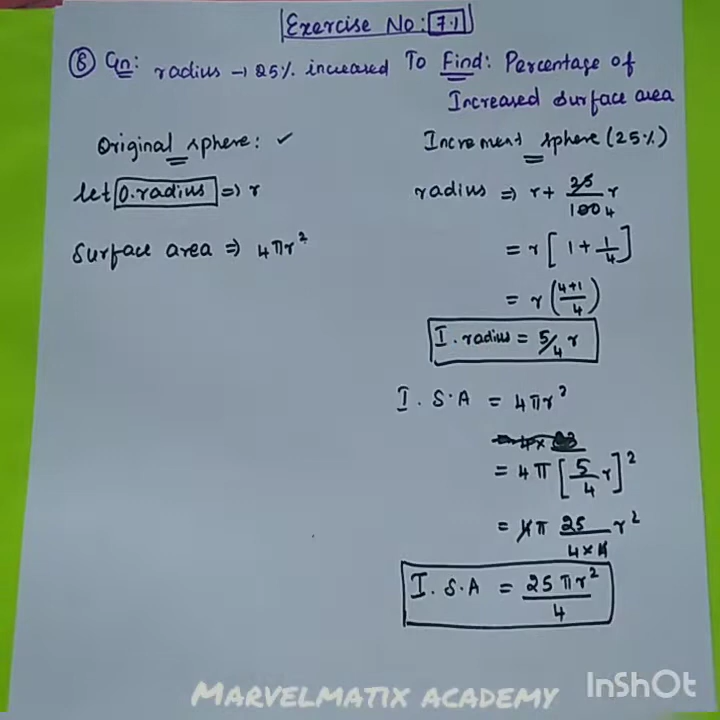 Exercise No: 7.1
⑧ Gn: radius → 25% increased To Find: Percentage of
Increased surface area
Original sphere: ✓
let O.radius ⇒ r
Surface area ⇒ 4πr²
Increment sphere (25%)
radius ⇒ r + 25/100 4 r
= r [1 + 1/4]
= r (4+1/4)
I. radius = 5/4 r
I. S.A = 4πr²
= 4π [5/4 r]²
= 4π 25/4×4 r²
I. S.A = 25πr²/4
MARVELMATIX ACADEMY
InShOt